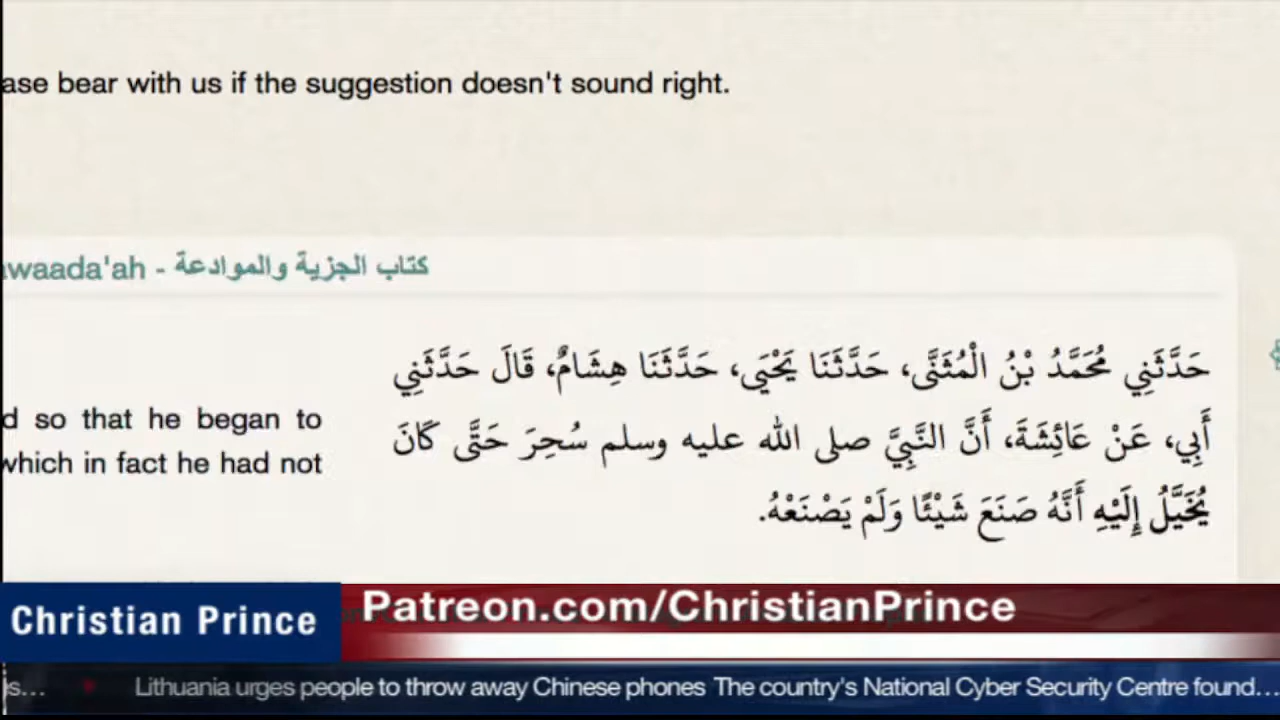 ase bear with us if the suggestion doesn't sound right.
awaada'ah - كتاب الجزية والموادعة
حَدَّثَنِي مُحَمَّدُ بْنُ الْمُثَنَّى، حَدَّثَنَا يَحْيَى، حَدَّثَنَا هِشَامٌ، قَالَ حَدَّثَنِي
أَبِي، عَنْ عَائِشَةَ، أَنَّ النَّبِيَّ صلى الله عليه وسلم سُحِرَ حَتَّى كَانَ
يُخَيَّلُ إِلَيْهِ أَنَّهُ صَنَعَ شَيْئًا وَلَمْ يَصْنَعْهُ.
d so that he began to
which in fact he had not
Christian Prince
Patreon.com/ChristianPrince
es... Lithuania urges people to throw away Chinese phones The country's National Cyber Security Centre found...